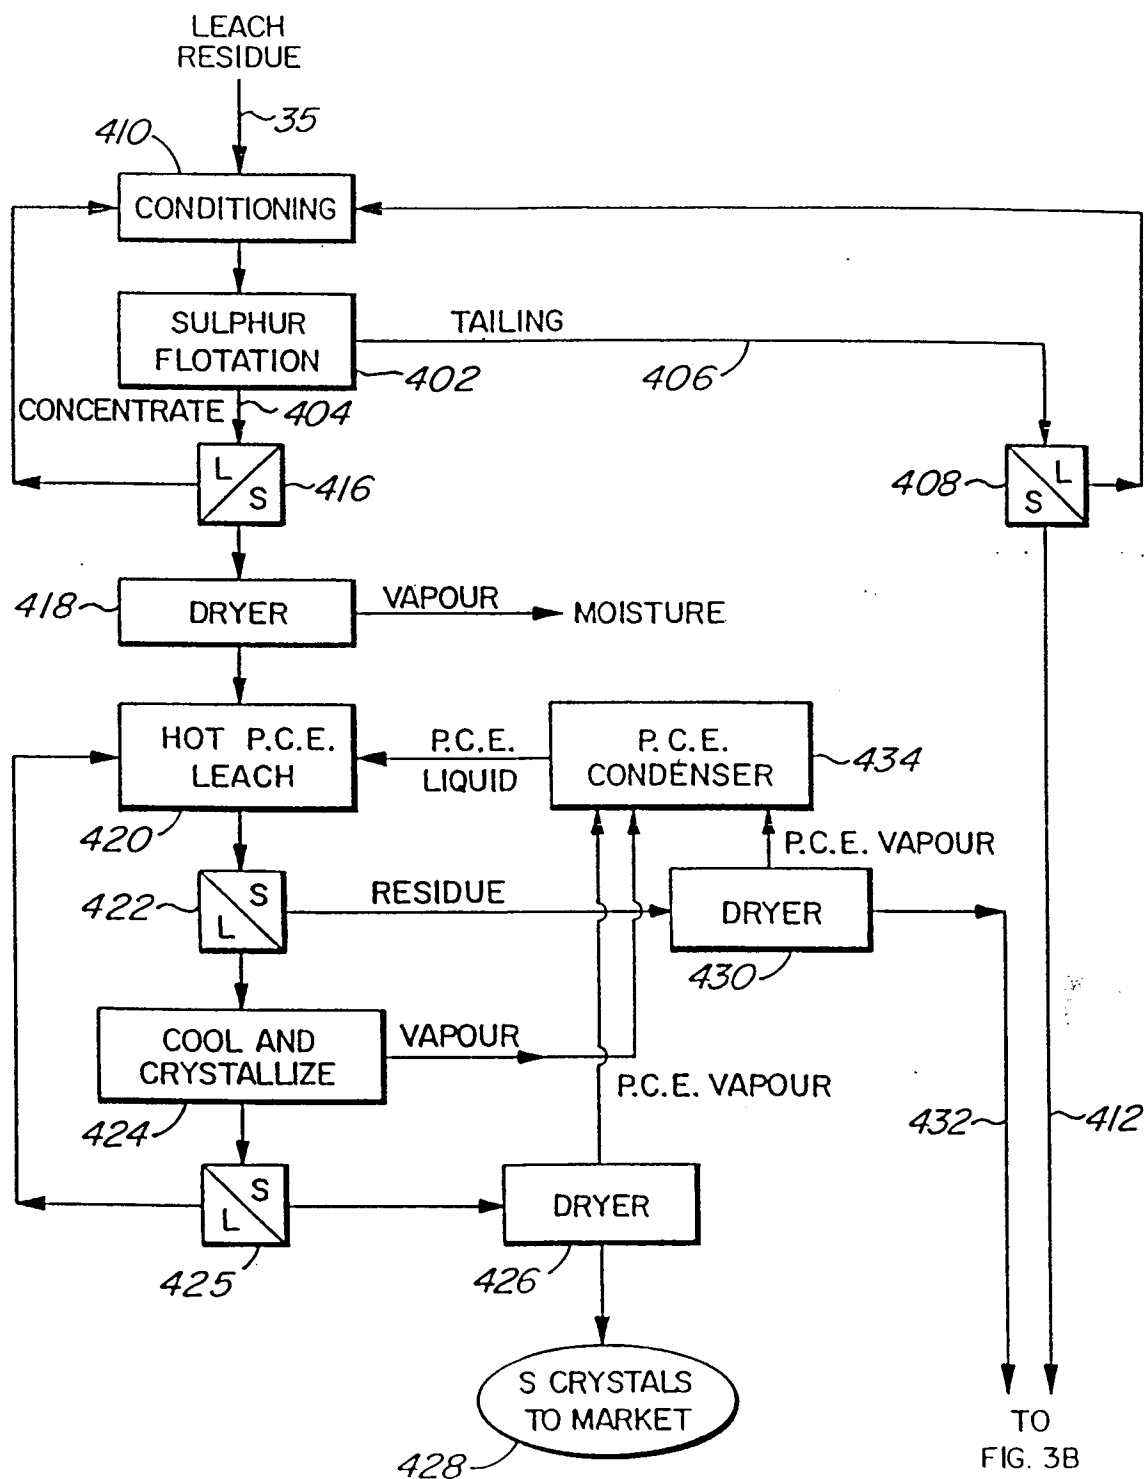 LEACH
RESIDUE
35
410
CONDITIONING
SULPHUR
FLOTATION
402
TAILING
406
CONCENTRATE
404
L
S
416
408
S
L
418
DRYER
VAPOUR
MOISTURE
HOT P.C.E.
LEACH
420
P.C.E.
LIQUID
P.C.E.
CONDENSER
434
P.C.E. VAPOUR
422
S
L
RESIDUE
DRYER
430
COOL AND
CRYSTALLIZE
424
VAPOUR
P.C.E. VAPOUR
432
412
S
L
425
DRYER
426
S CRYSTALS
TO MARKET
428
TO
FIG. 3B